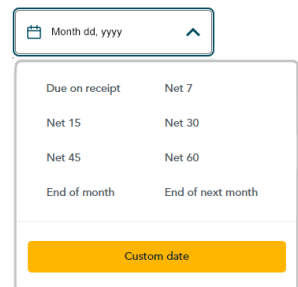 Month dd, yyyy
Due on receipt Net 7
Net 15 Net 30
Net 45 Net 60
End of month End of next month
Custom date